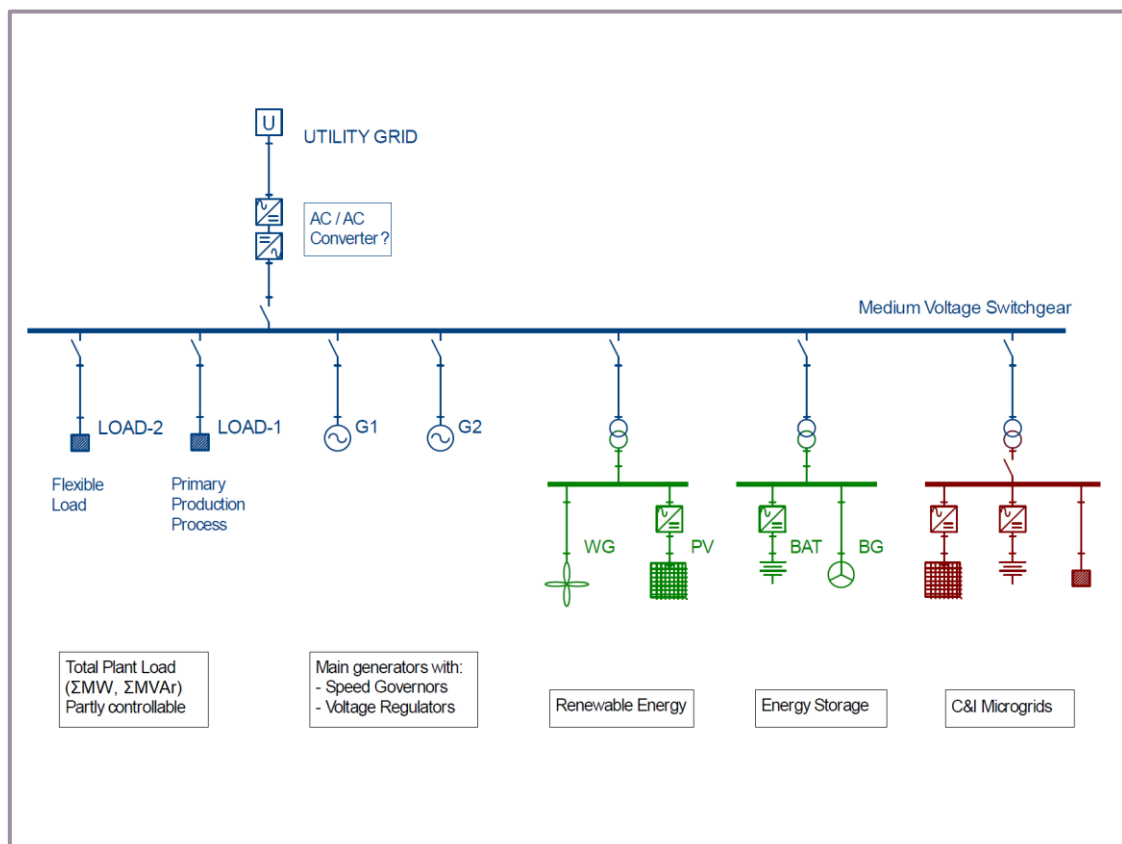 U
UTILITY GRID
AC / AC
Converter?
Medium Voltage Switchgear
LOAD-2
LOAD-1
G1
G2
Flexible
Load
Primary
Production
Process
WG
PV
BAT
BG
Total Plant Load
(ΣMW, ΣMVAr)
Partly controllable
Main generators with:
- Speed Governors
- Voltage Regulators
Renewable Energy
Energy Storage
C&I Microgrids